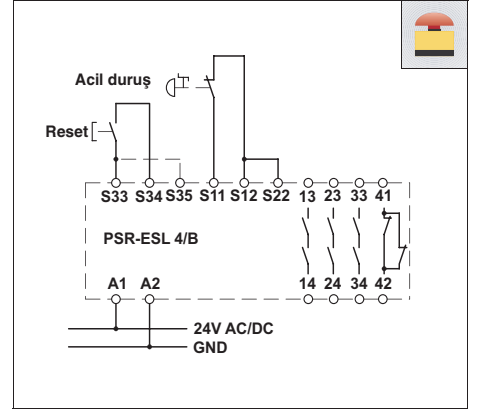 Acil duruş
Reset
S33 S34 S35 S11 S12 S22 13 23 33 41
PSR-ESL 4/B
14 24 34 42
A1 A2
24V AC/DC
GND